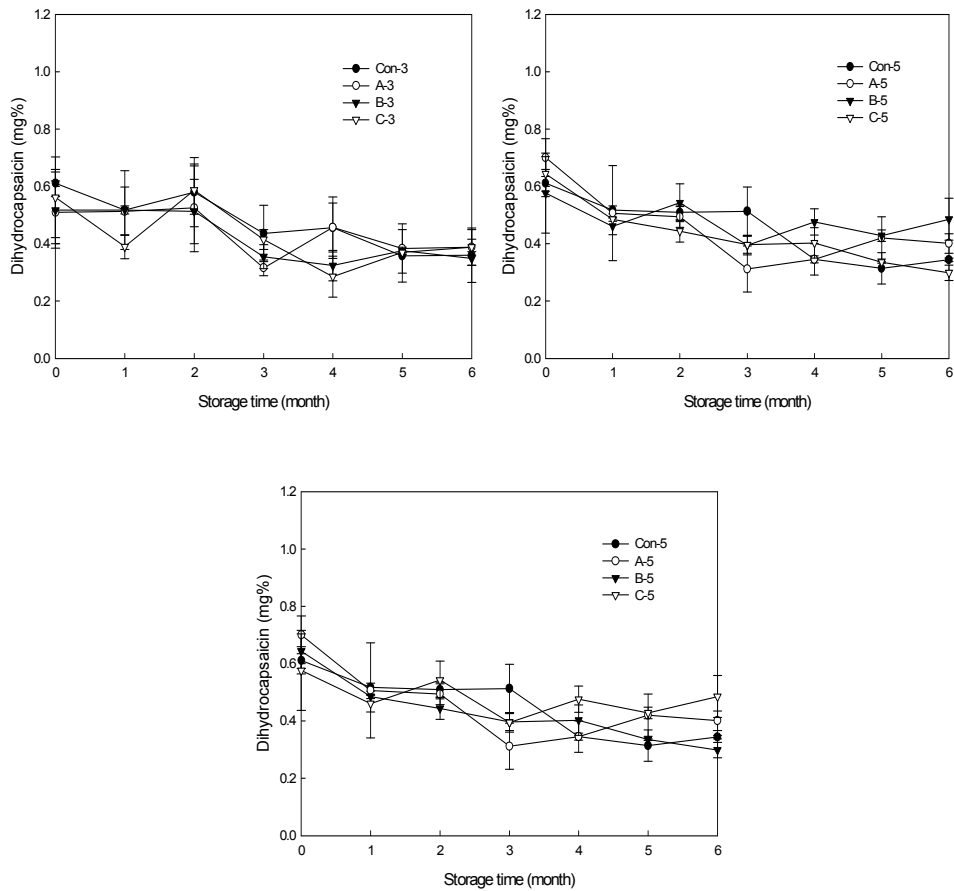 1.2
1.0
0.8
0.6
0.4
0.2
0.0
Dihydrocapsaicin (mg%)
Con-3
A-3
B-3
C-3
0 1 2 3 4 5 6
Storage time (month)
1.2
1.0
0.8
0.6
0.4
0.2
0.0
Dihydrocapsaicin (mg%)
Con-5
A-5
B-5
C-5
0 1 2 3 4 5 6
Storage time (month)
1.2
1.0
0.8
0.6
0.4
0.2
0.0
Dihydrocapsaicin (mg%)
Con-5
A-5
B-5
C-5
0 1 2 3 4 5 6
Storage time (month)